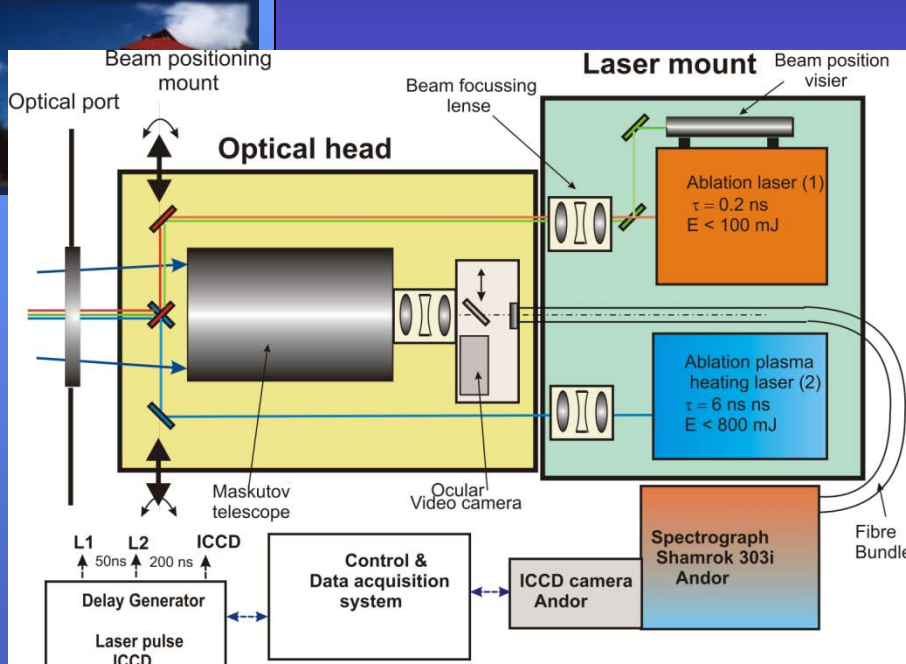 Beam positioning
mount
Optical port
Optical head
Beam focussing
lense
Laser mount
Beam position
visier
Ablation laser (1)
τ = 0.2 ns
E < 100 mJ
Ablation plasma
heating laser (2)
τ = 6 ns ns
E < 800 mJ
Maskutov
telescope
Ocular
Video camera
Fibre
Bundle
L1 L2 ICCD
50ns 200 ns
Delay Generator
Laser pulse
ICCD
Control &
Data acquisition
system
ICCD camera
Andor
Spectrograph
Shamrok 303i
Andor